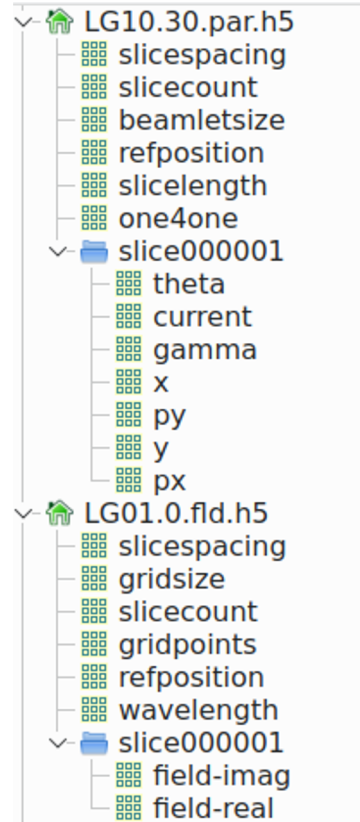 LG10.30.par.h5
slicespacing
slicecount
beamletsize
refposition
slicelength
one4one
slice000001
theta
current
gamma
x
py
y
px
LG01.0.fld.h5
slicespacing
gridsize
slicecount
gridpoints
refposition
wavelength
slice000001
field-imag
field-real